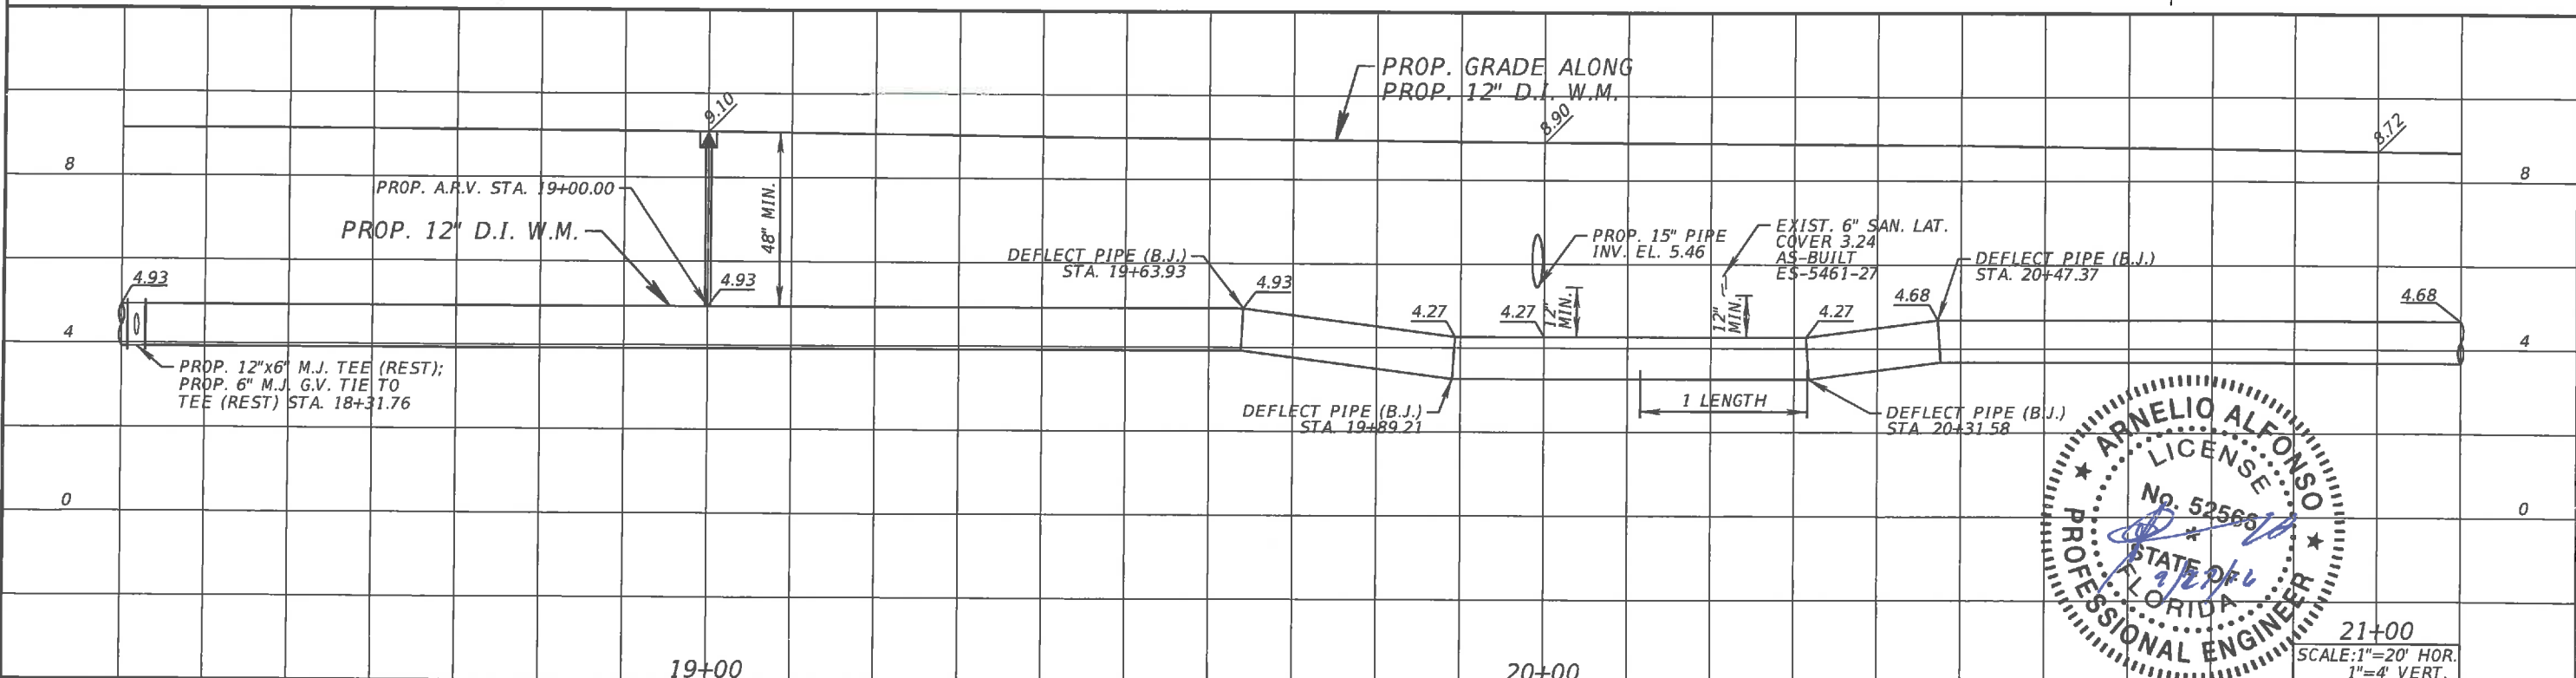 PROP. GRADE ALONG
PROP. 12" D.I. W.M.
9.10
8.90
8.72
8
8
PROP. A.R.V. STA. 19+00.00
PROP. 12" D.I. W.M.
48" MIN.
DEFLECT PIPE (B.J.)
STA. 19+63.93
PROP. 15" PIPE
INV. EL. 5.46
EXIST. 6" SAN. LAT.
COVER 3.24
AS-BUILT
ES-5461-27
DEFLECT PIPE (B.J.)
STA. 20+47.37
4.93
4.93
4.93
4.27
4.27
12"
MIN.
12"
MIN.
4.27
4.68
4.68
4
4
PROP. 12"x6" M.J. TEE (REST);
PROP. 6" M.J. G.V. TIE TO
TEE (REST) STA. 18+31.76
DEFLECT PIPE (B.J.)
STA. 19+89.21
1 LENGTH
DEFLECT PIPE (B.J.)
STA. 20+31.58
0
0
ARNELIO ALFONSO
LICENSE
No. 52565
STATE OF
FLORIDA
PROFESSIONAL ENGINEER
19+00
20+00
21+00
SCALE:1"=20' HOR.
1"=4' VERT.